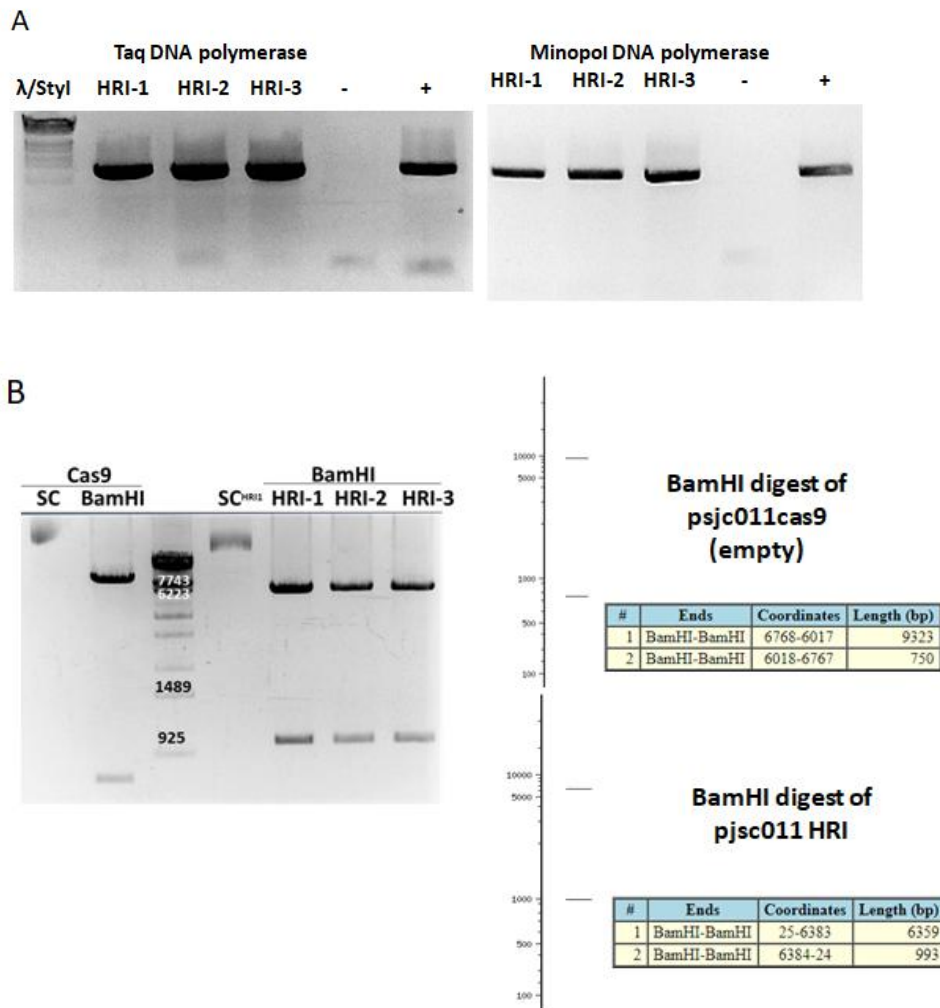 A
Taq DNA polymerase
λ/StyI HRI-1 HRI-2 HRI-3 - +
Minopol DNA polymerase
HRI-1 HRI-2 HRI-3 - +
B
Cas9
SC BamHI
BamHI
SC HRI1 HRI-1 HRI-2 HRI-3
7743
6223
1489
925
10000
5000
1000
500
100
BamHI digest of
psjc011cas9
(empty)
# Ends Coordinates Length (bp)
1 BamHI-BamHI 6768-6017 9323
2 BamHI-BamHI 6018-6767 750
10000
5000
1000
500
100
BamHI digest of
pjsc011 HRI
# Ends Coordinates Length (bp)
1 BamHI-BamHI 25-6383 6359
2 BamHI-BamHI 6384-24 993